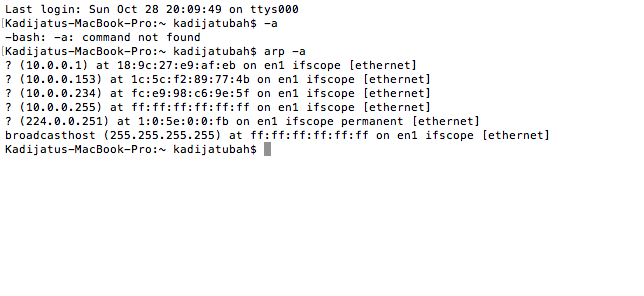 Last login: Sun Oct 28 20:09:49 on ttys000
[Kadijatus-MacBook-Pro:~ kadijatubah$ -a
-bash: -a: command not found
[Kadijatus-MacBook-Pro:~ kadijatubah$ arp -a
? (10.0.0.1) at 18:9c:27:e9:af:eb on en1 ifscope [ethernet]
? (10.0.0.153) at 1c:5c:f2:89:77:4b on en1 ifscope [ethernet]
? (10.0.0.234) at fc:e9:98:c6:9e:5f on en1 ifscope [ethernet]
? (10.0.0.255) at ff:ff:ff:ff:ff:ff on en1 ifscope [ethernet]
? (224.0.0.251) at 1:0:5e:0:0:fb on en1 ifscope permanent [ethernet]
broadcasthost (255.255.255.255) at ff:ff:ff:ff:ff:ff on en1 ifscope [ethernet]
Kadijatus-MacBook-Pro:~ kadijatubah$